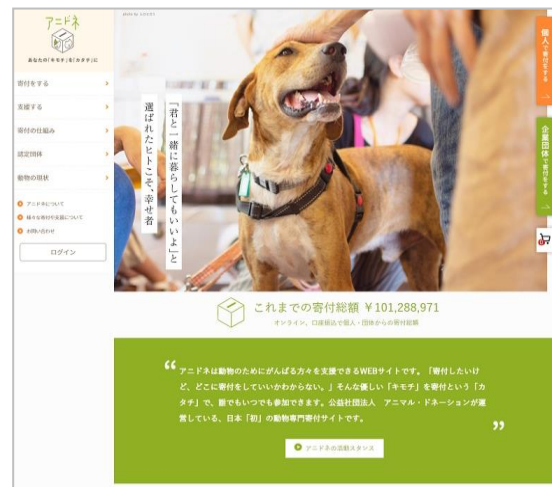 アニドネ
あなたの「キモチ」を「カタチ」に
寄付をする
支援する
寄付の仕組み
認定団体
動物の現状
アニドネについて
様々な寄付や支援について
お問い合わせ
ログイン
「君と一緒に暮らしてもいいよ」と
選ばれたヒトこそ、幸せ者
個人で寄付をする
企業団体で寄付をする
これまでの寄付総額 ¥101,288,971
オンライン、口座振込で個人・団体からの寄付総額
“ アニドネは動物のためにがんばる方々を支援できるWEBサイトです。「寄付したいけ
ど、どこに寄付をしていいかわからない。」そんな優しい「キモチ」を寄付という「カ
タチ」で、誰でもいつでも参加できます。公益社団法人　アニマル・ドネーションが運
営している、日本「初」の動物専門寄付サイトです。 ”
アニドネの活動スタンス